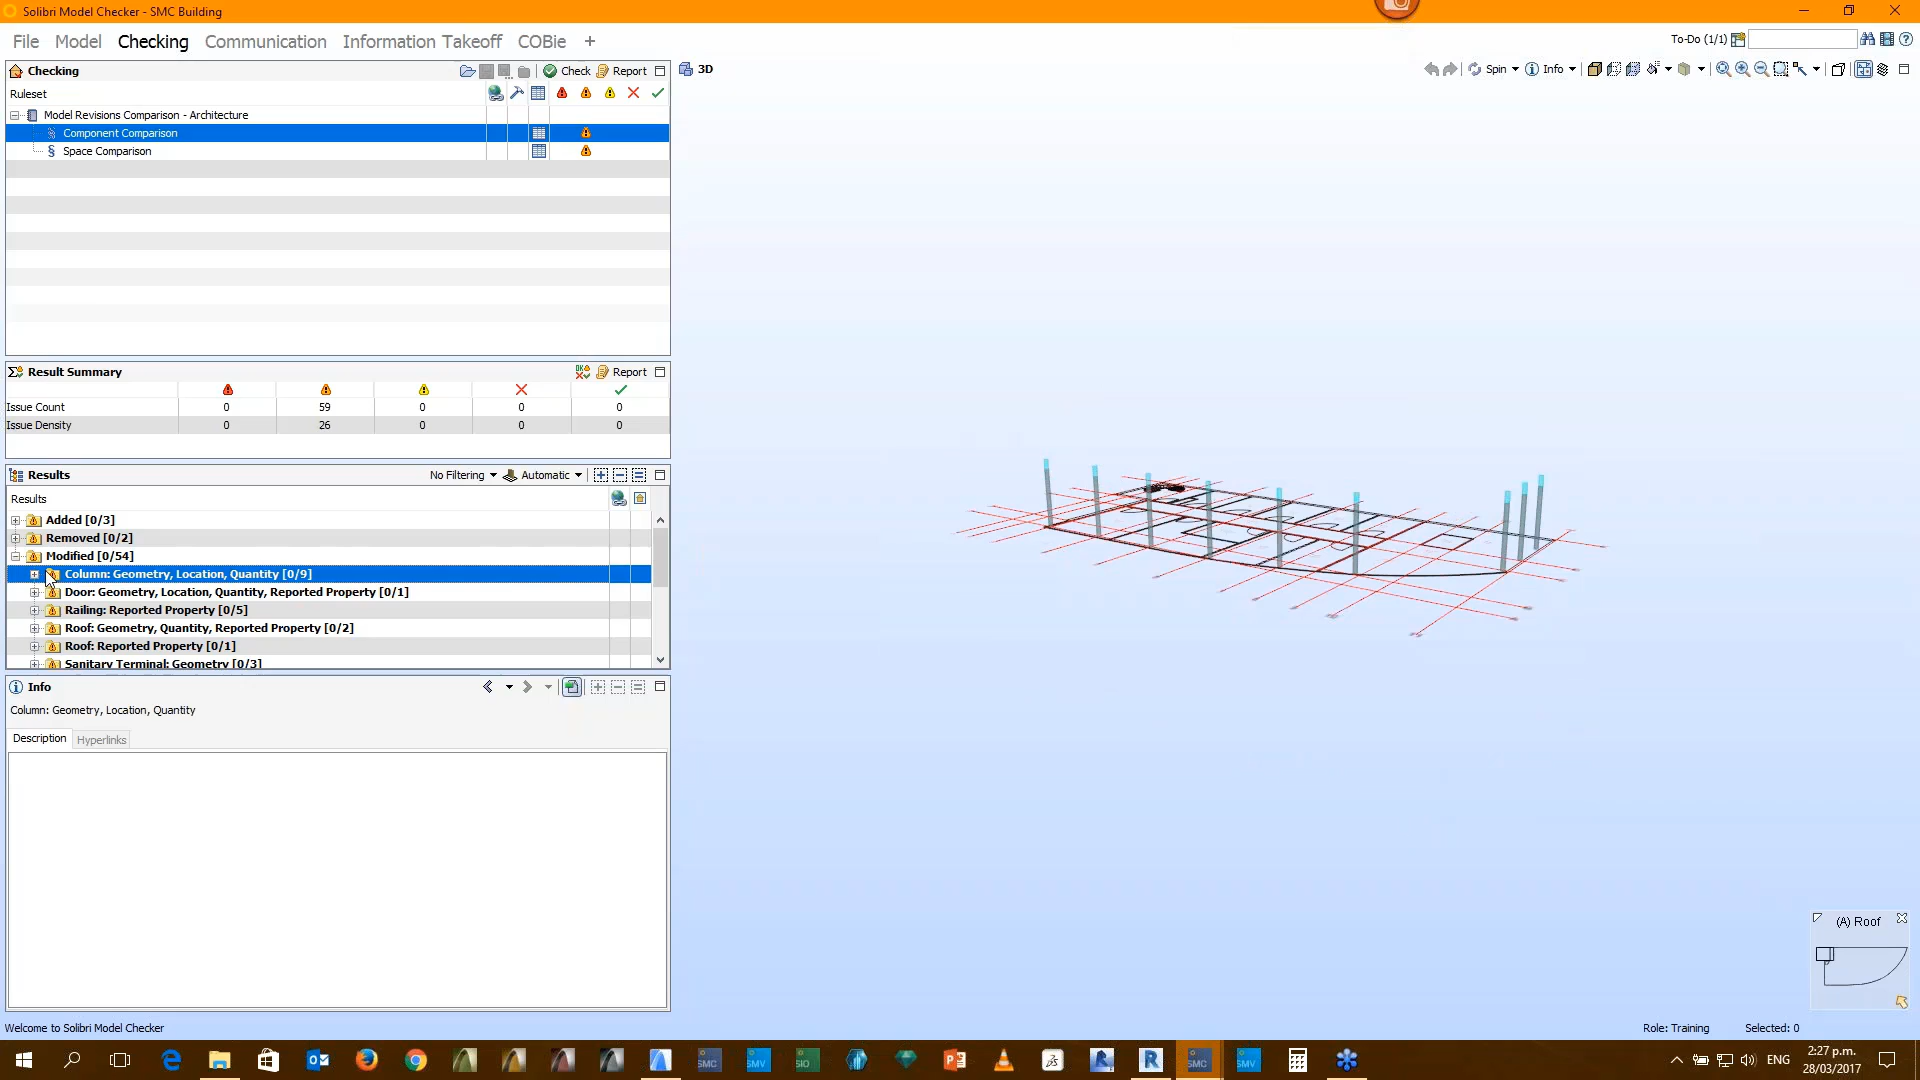 Solibri Model Checker - SMC Building
File Model Checking Communication Information Takeoff COBie +
To-Do (1/1)
Checking
Check
Report
3D
Spin
Info
Ruleset
Model Revisions Comparison - Architecture
Component Comparison
Space Comparison
Result Summary
Report
Issue Count 0 59 0 0 0
Issue Density 0 26 0 0 0
Results
No Filtering
Automatic
Results
Added [0/3]
Removed [0/2]
Modified [0/54]
Column: Geometry, Location, Quantity [0/9]
Door: Geometry, Location, Quantity, Reported Property [0/1]
Railing: Reported Property [0/5]
Roof: Geometry, Quantity, Reported Property [0/2]
Roof: Reported Property [0/1]
Sanitary Terminal: Geometry [0/3]
Info
Column: Geometry, Location, Quantity
Description Hyperlinks
(A) Roof
Welcome to Solibri Model Checker
Role: Training
Selected: 0
SMC
SMV
SIO
SMC
SMV
ENG
2:27 p.m.
28/03/2017